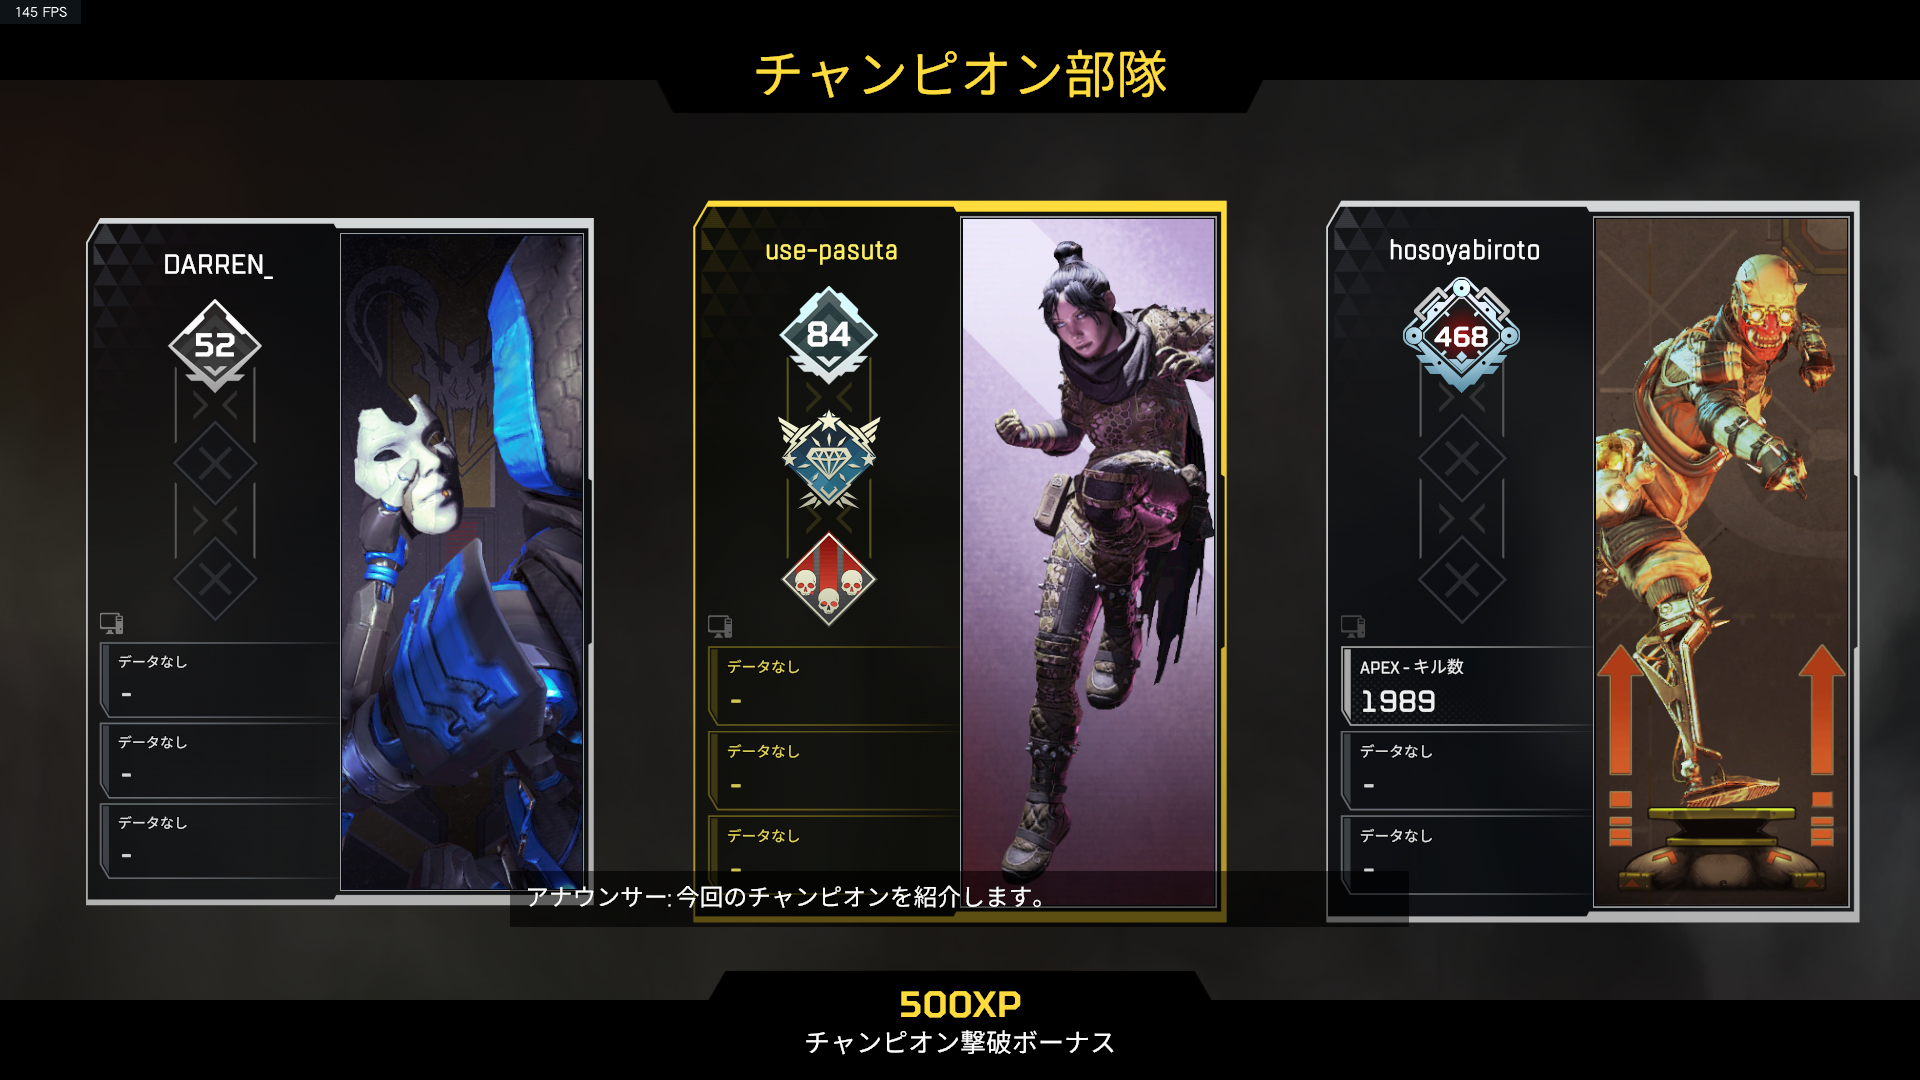 145 FPS
チャンピオン部隊
DARREN_
52
データなし
-
データなし
-
データなし
-
use-pasuta
84
データなし
-
データなし
-
データなし
-
hosoyabiroto
468
APEX - キル数
1989
データなし
-
データなし
-
アナウンサー: 今回のチャンピオンを紹介します。
500XP
チャンピオン撃破ボーナス